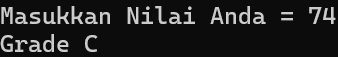 Masukkan Nilai Anda = 74
Grade C